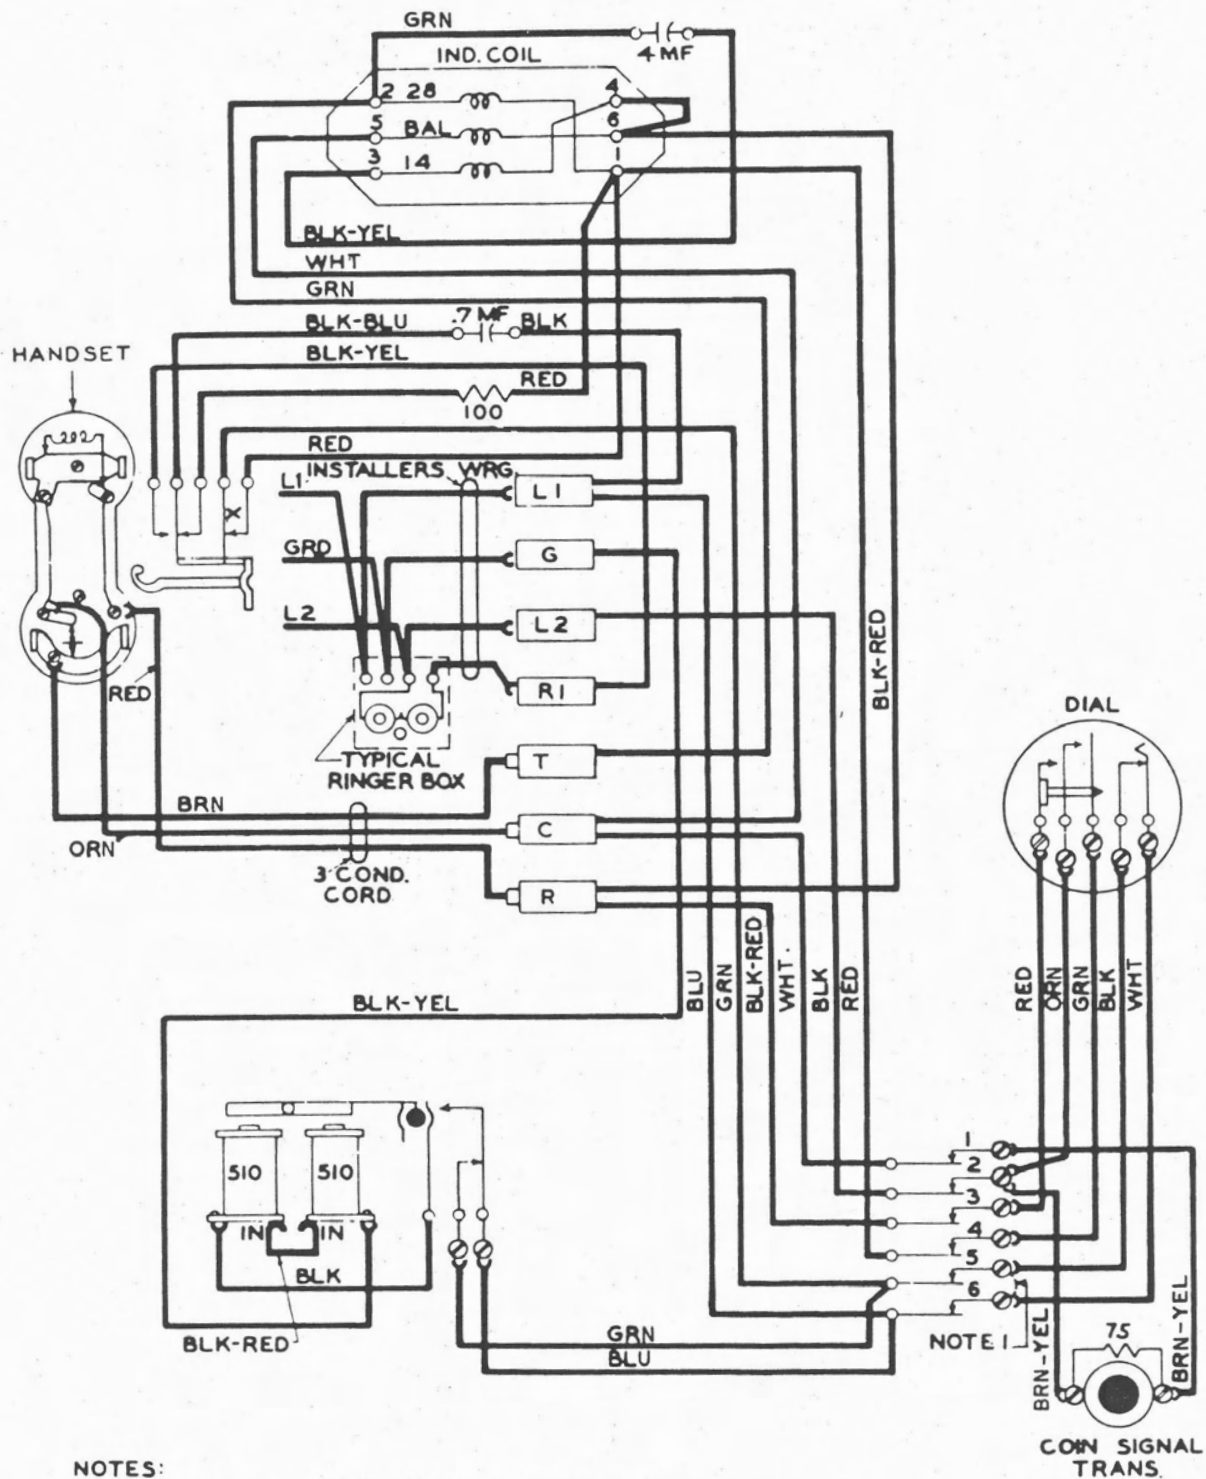 GRN
4 MF
IND. COIL
2 28
4
5 BAL
6
3 14
1
BLK-YEL
WHT
GRN
BLK-BLU
.7 MF
BLK
HANDSET
BLK-YEL
RED
100
RED
INSTALLERS WRG.
L1
L1
X
GRD
G
L2
L2
RED
R1
BLK-RED
DIAL
TYPICAL
RINGER BOX
T
BRN
C
ORN
3 COND.
CORD
R
BLU
GRN
BLK-RED
WHT.
BLK
RED
RED
ORN
GRN
BLK
WHT
BLK-YEL
510
510
IN
IN
BLK
BLK-RED
1
2
3
4
5
6
X
GRN
BLU
NOTE 1
BRN-YEL
75
BRN-YEL
COIN SIGNAL
TRANS.
NOTES: